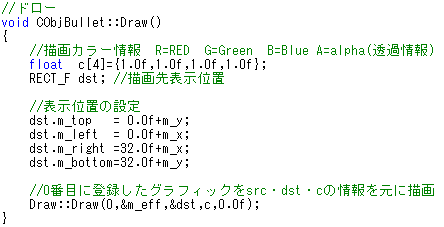 //ドロー
void CObjBullet::Draw()
{
//描画カラー情報 R=RED G=Green B=Blue A=alpha(透過情報)
float c[4]={1.0f,1.0f,1.0f,1.0f};
RECT_F dst; //描画先表示位置
//表示位置の設定
dst.m_top = 0.0f+m_y;
dst.m_left = 0.0f+m_x;
dst.m_right =32.0f+m_x;
dst.m_bottom=32.0f+m_y;
//0番目に登録したグラフィックをsrc・dst・cの情報を元に描画
Draw::Draw(0,&m_eff,&dst,c,0.0f);
}